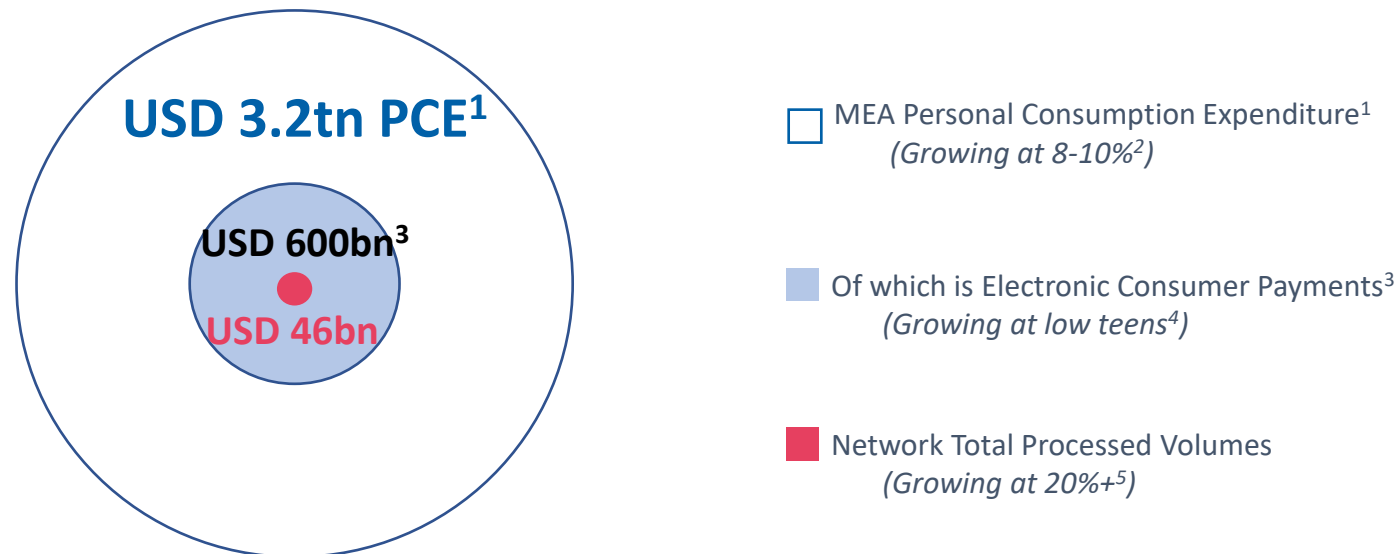 USD 3.2tn PCE¹
USD 600bn³
USD 46bn
MEA Personal Consumption Expenditure¹
(Growing at 8-10%²)
Of which is Electronic Consumer Payments³
(Growing at low teens⁴)
Network Total Processed Volumes
(Growing at 20%+⁵)